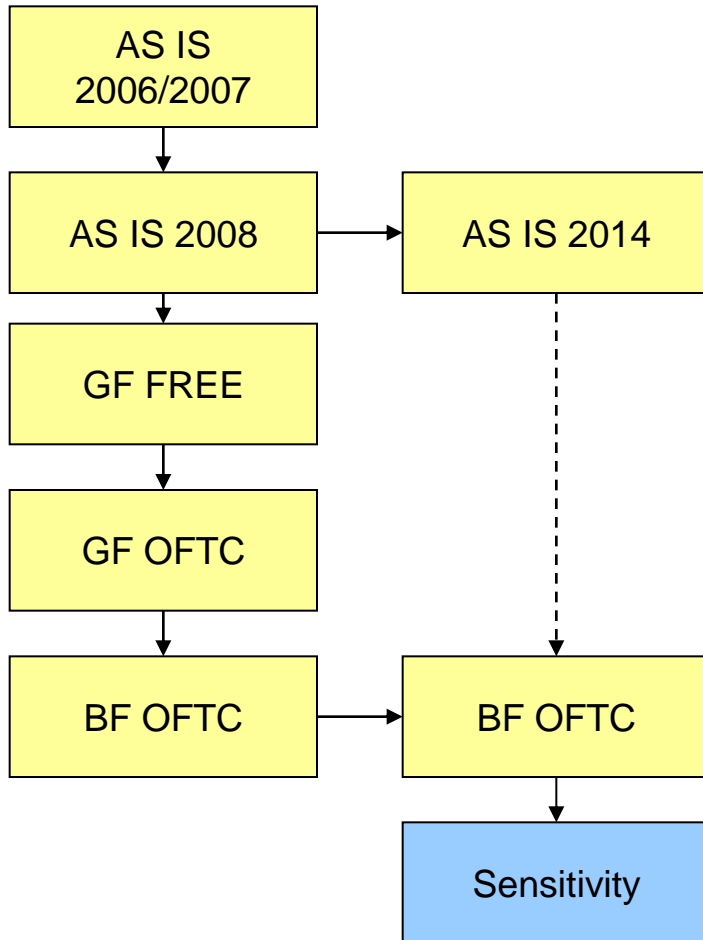 AS IS
2006/2007
AS IS 2008
AS IS 2014
GF FREE
GF OFTC
BF OFTC
BF OFTC
Sensitivity